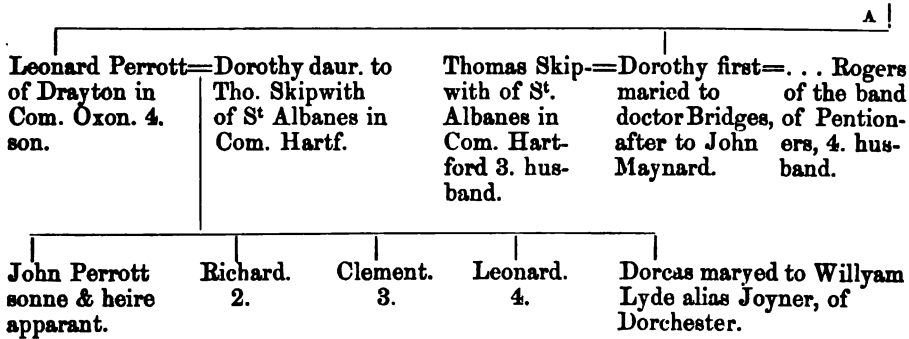 A
Leonard Perrott=Dorothy daur. to
of Drayton in
Com. Oxon. 4.
son.
Tho. Skipwith
of St Albanes in
Com. Hartf.
Thomas Skip-=Dorothy first=. . . Rogers
with of St.
Albanes in
Com. Hart-
ford 3. hus-
band.
maried to
doctor Bridges,
after to John
Maynard.
of the band
of Pention-
ers, 4. hus-
band.
John Perrott
sonne & heire
apparant.
Richard.
2.
Clement.
3.
Leonard.
4.
Dorcas maryed to Willyam
Lyde alias Joyner, of
Dorchester.